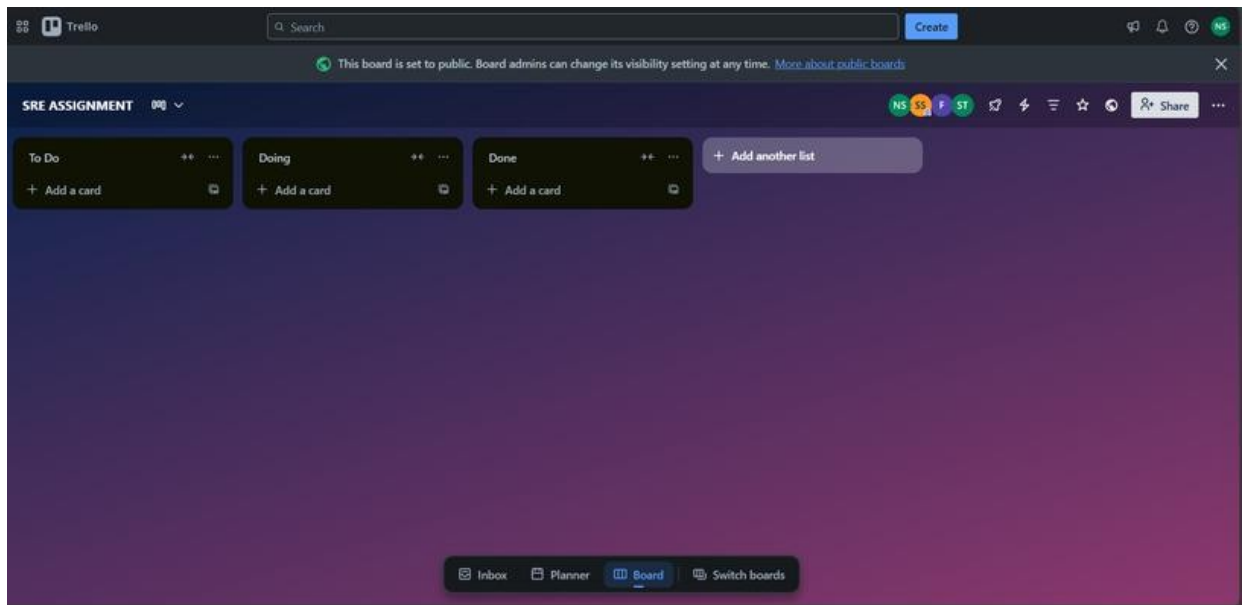 Trello
Search
Create
NS
This board is set to public. Board admins can change its visibility setting at any time. More about public boards
SRE ASSIGNMENT
NS SS F ST
Share
To Do
Doing
Done
+ Add another list
+ Add a card
+ Add a card
+ Add a card
Inbox Planner Board Switch boards